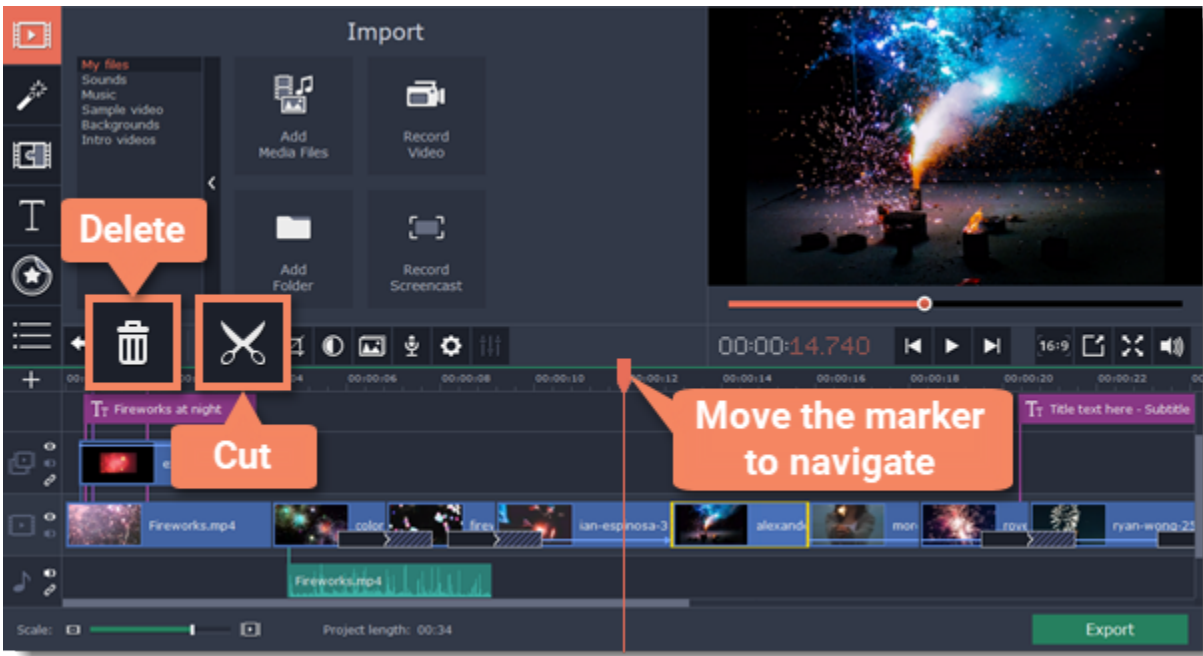 Import
My files
Sounds
Music
Sample video
Backgrounds
Intro videos
Add
Media Files
Record
Video
Add
Folder
Record
Screencast
T
Delete
00:00:14.740
16:9
00:00:06
00:00:08
00:00:10
00:00:12
00:00:14
00:00:16
00:00:18
00:00:20
00:00:22
Fireworks at night
Move the marker
to navigate
Title text here - Subtitle
Cut
Fireworks.mp4
color
ian-espinosa-3
alexand
ryan-wong-25
Fireworks.mp4
Scale:
Project length: 00:34
Export